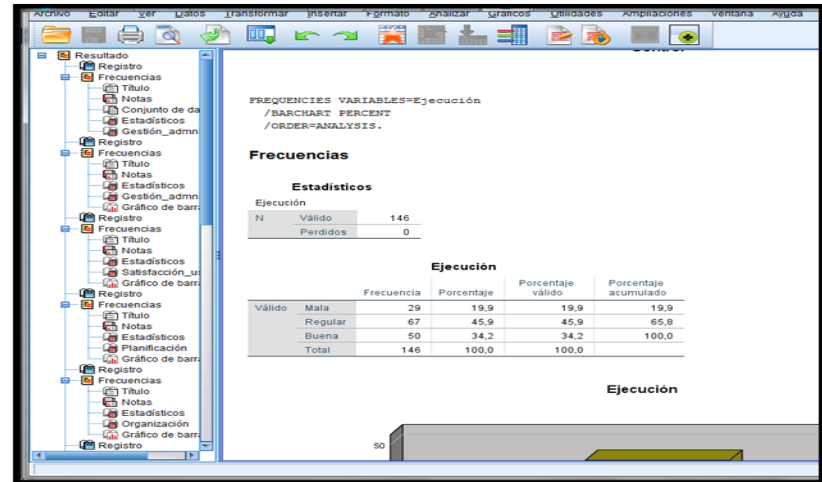 Archivo Editar Ver Datos Transformar Insertar Formato Analizar Gráficos Utilidades Ampliaciones Ventana Ayuda
Resultado
Registro
Frecuencias
Título
Notas
Conjunto de da
Estadísticos
Gestión_admn
Registro
Frecuencias
Título
Notas
Estadísticos
Gestión_admn
Gráfico de barr
Registro
Frecuencias
Título
Notas
Estadísticos
Satisfacción_u
Gráfico de barr
Registro
Frecuencias
Título
Notas
Estadísticos
Planificación
Gráfico de barr
Registro
Frecuencias
Título
Notas
Estadísticos
Organización
Gráfico de barr
Registro
FREQUENCIES VARIABLES=Ejecución
/BARCHART PERCENT
/ORDER=ANALYSIS.
Frecuencias
Estadísticos
Ejecución
N Válido 146
Perdidos 0
Ejecución
Frecuencia Porcentaje Porcentaje válido Porcentaje acumulado
Válido Mala 29 19,9 19,9 19,9
Regular 67 45,9 45,9 65,8
Buena 50 34,2 34,2 100,0
Total 146 100,0 100,0
Ejecución
50